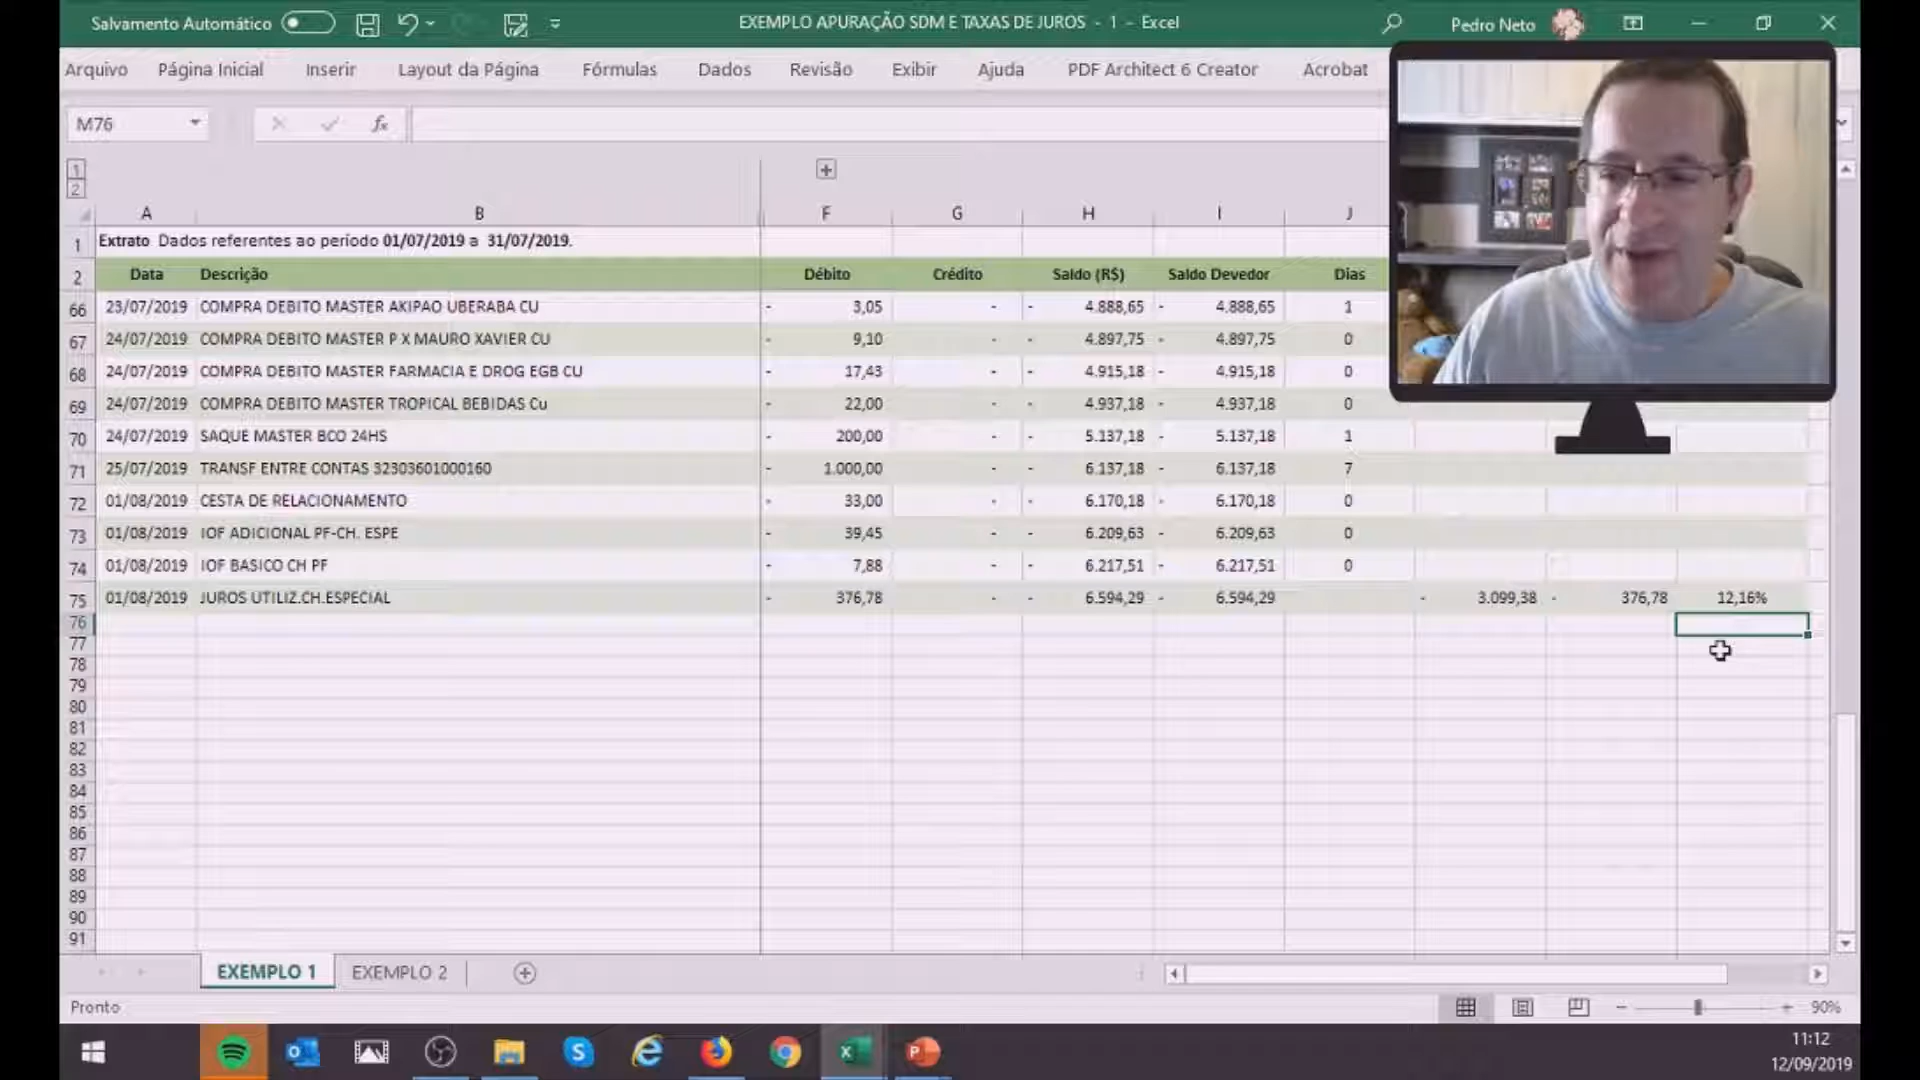 Salvamento Automático
EXEMPLO APURAÇÃO SDM E TAXAS DE JUROS - 1 - Excel
Pedro Neto
Arquivo Página Inicial Inserir Layout da Página Fórmulas Dados Revisão Exibir Ajuda PDF Architect 6 Creator Acrobat
M76 fx
1
2
A B F G H I J
1 Extrato Dados referentes ao período 01/07/2019 a 31/07/2019.
2 Data Descrição Débito Crédito Saldo (R$) Saldo Devedor Dias
66 23/07/2019 COMPRA DEBITO MASTER AKIPAO UBERABA CU - 3,05 - - 4.888,65 - 4.888,65 1
67 24/07/2019 COMPRA DEBITO MASTER P X MAURO XAVIER CU - 9,10 - - 4.897,75 - 4.897,75 0
68 24/07/2019 COMPRA DEBITO MASTER FARMACIA E DROG EGB CU - 17,43 - - 4.915,18 - 4.915,18 0
69 24/07/2019 COMPRA DEBITO MASTER TROPICAL BEBIDAS Cu - 22,00 - - 4.937,18 - 4.937,18 0
70 24/07/2019 SAQUE MASTER BCO 24HS - 200,00 - - 5.137,18 - 5.137,18 1
71 25/07/2019 TRANSF ENTRE CONTAS 32303601000160 - 1.000,00 - - 6.137,18 - 6.137,18 7
72 01/08/2019 CESTA DE RELACIONAMENTO - 33,00 - - 6.170,18 - 6.170,18 0
73 01/08/2019 IOF ADICIONAL PF-CH. ESPE - 39,45 - - 6.209,63 - 6.209,63 0
74 01/08/2019 IOF BASICO CH PF - 7,88 - - 6.217,51 - 6.217,51 0
75 01/08/2019 JUROS UTILIZ.CH.ESPECIAL - 376,78 - - 6.594,29 - 6.594,29 - 3.099,38 - 376,78 12,16%
76
77
78
79
80
81
82
83
84
85
86
87
88
89
90
91
EXEMPLO 1 EXEMPLO 2
Pronto
90%
11:12
12/09/2019